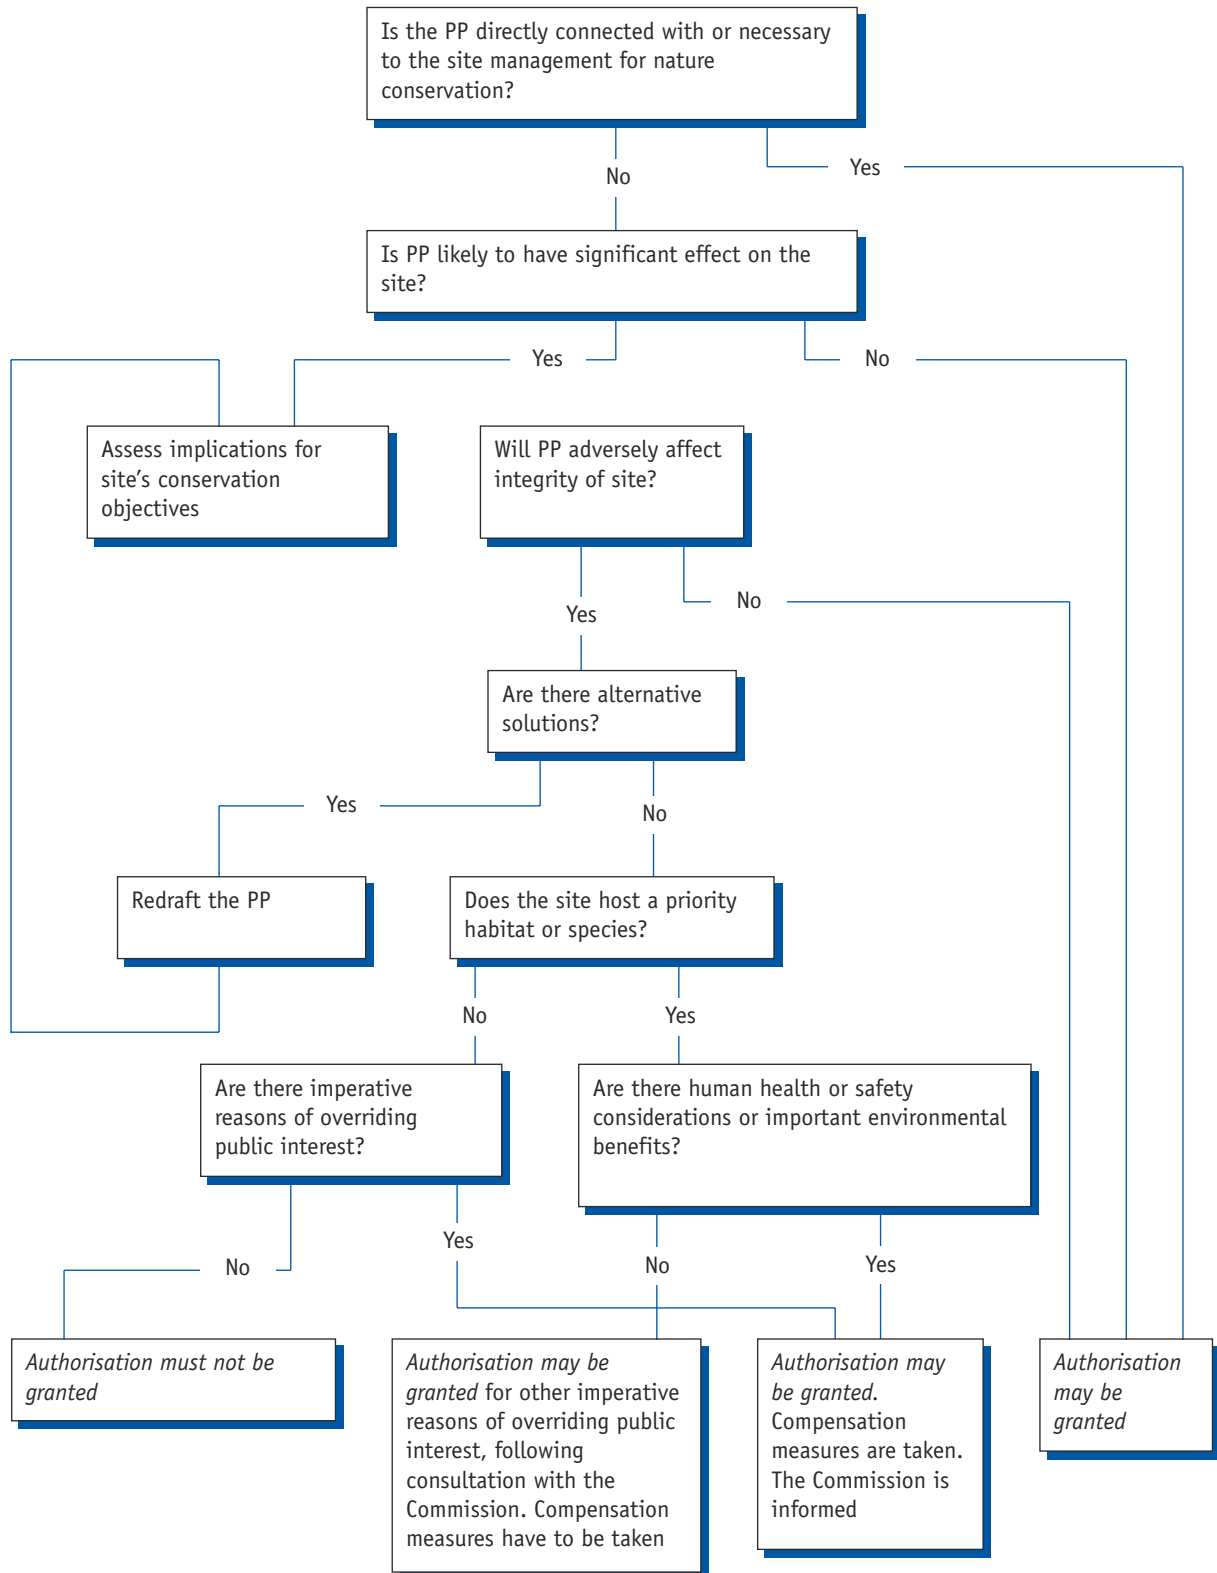 Is the PP directly connected with or necessary
to the site management for nature
conservation?
No
Yes
Is PP likely to have significant effect on the
site?
Yes
No
Assess implications for
site's conservation
objectives
Will PP adversely affect
integrity of site?
Yes
No
Are there alternative
solutions?
Yes
No
Redraft the PP
Does the site host a priority
habitat or species?
No
Yes
Are there imperative
reasons of overriding
public interest?
Are there human health or safety
considerations or important environmental
benefits?
No
Yes
No
Yes
Authorisation must not be
granted
Authorisation may be
granted for other imperative
reasons of overriding public
interest, following
consultation with the
Commission. Compensation
measures have to be taken
Authorisation may
be granted.
Compensation
measures are taken.
The Commission is
informed
Authorisation
may be
granted